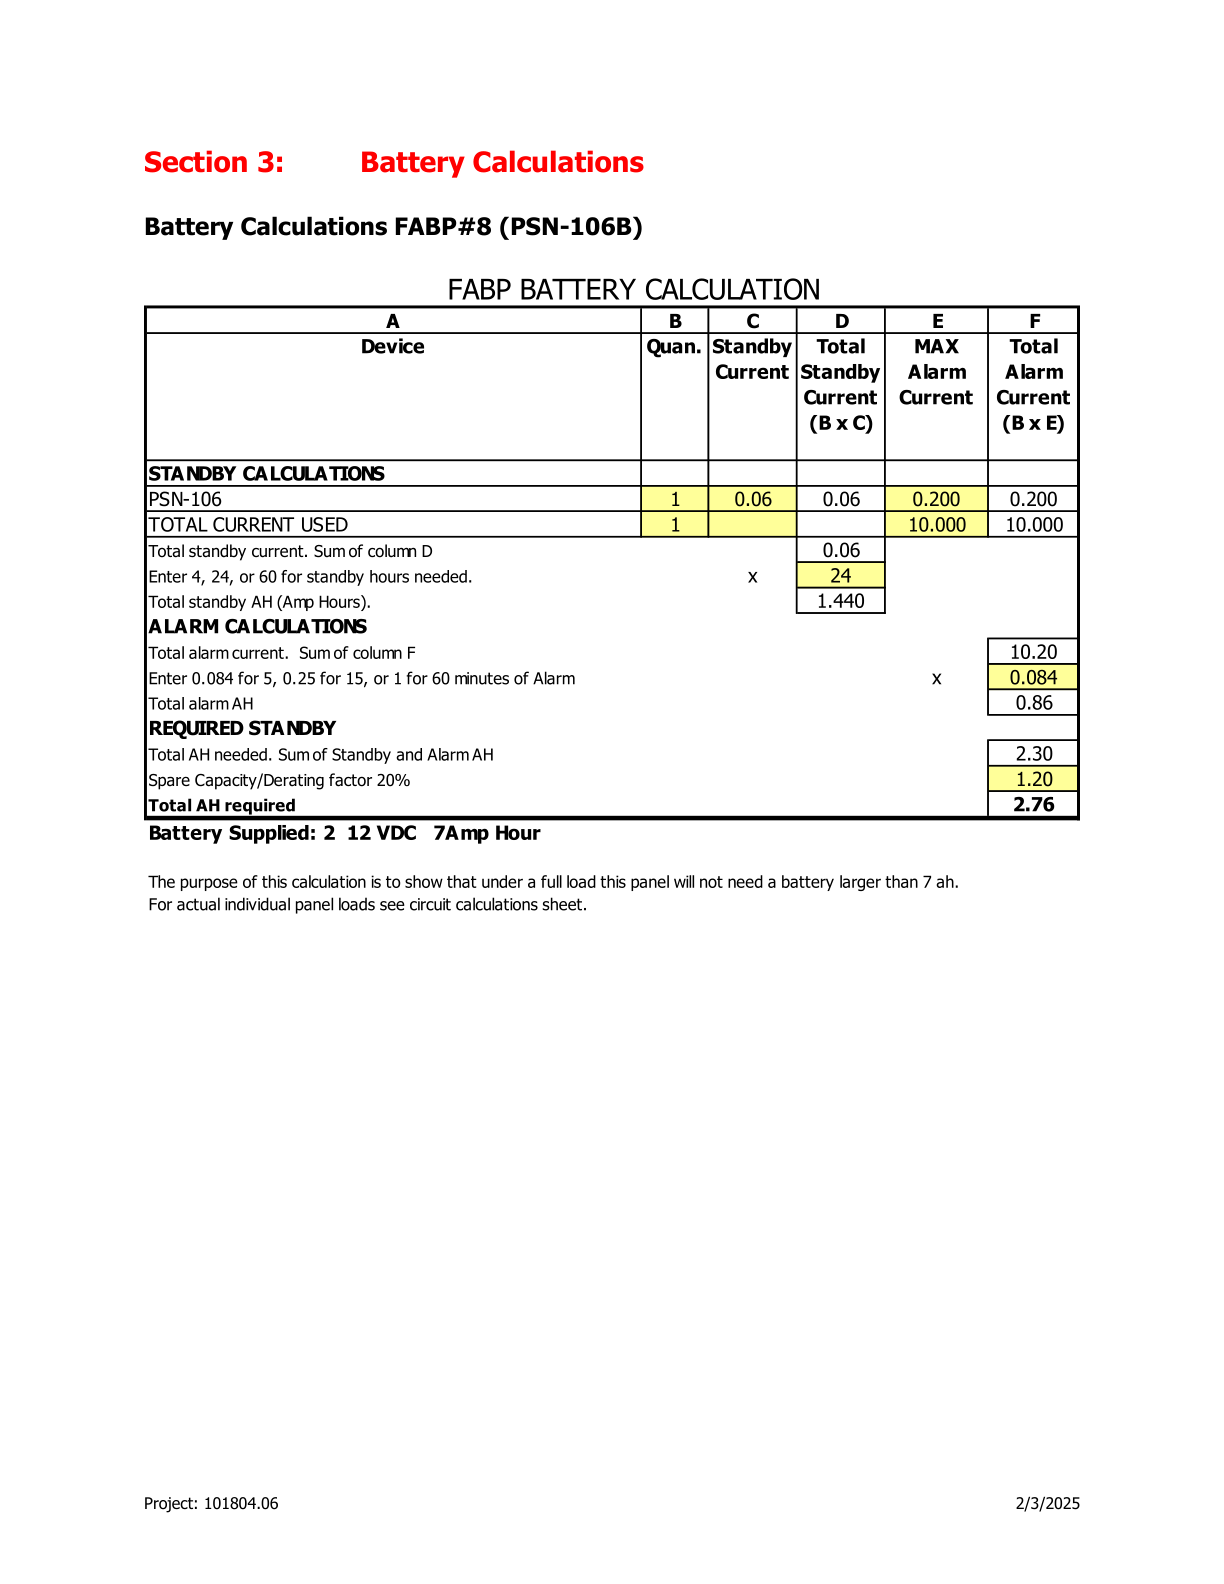 Section 3: Battery Calculations
Battery Calculations FABP#8 (PSN-106B)
FABP BATTERY CALCULATION
A B C D E F
Device Quan. Standby Current Total Standby Current (B x C) MAX Alarm Current Total Alarm Current (B x E)
STANDBY CALCULATIONS
PSN-106 1 0.06 0.06 0.200 0.200
TOTAL CURRENT USED 1 10.000 10.000
Total standby current. Sum of column D 0.06
Enter 4, 24, or 60 for standby hours needed. x 24
Total standby AH (Amp Hours). 1.440
ALARM CALCULATIONS
Total alarm current. Sum of column F 10.20
Enter 0.084 for 5, 0.25 for 15, or 1 for 60 minutes of Alarm x 0.084
Total alarm AH 0.86
REQUIRED STANDBY
Total AH needed. Sum of Standby and Alarm AH 2.30
Spare Capacity/Derating factor 20% 1.20
Total AH required 2.76
Battery Supplied: 2 12 VDC 7Amp Hour
The purpose of this calculation is to show that under a full load this panel will not need a battery larger than 7 ah.
For actual individual panel loads see circuit calculations sheet.
Project: 101804.06 2/3/2025